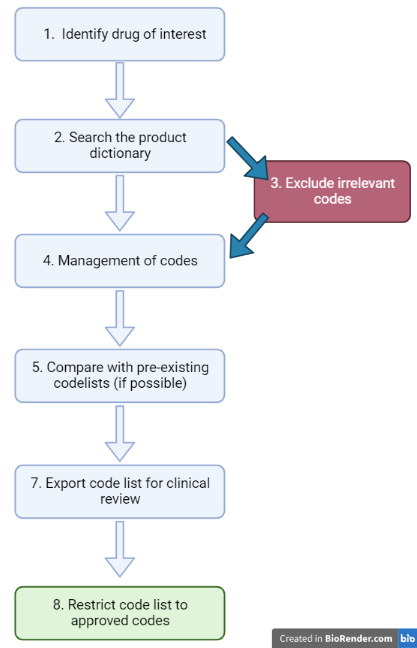 1. Identify drug of interest
2. Search the product
dictionary
3. Exclude irrelevant
codes
4. Management of codes
5. Compare with pre-existing
codelists (if possible)
7. Export code list for clinical
review
8. Restrict code list to
approved codes
Created in BioRender.com bio